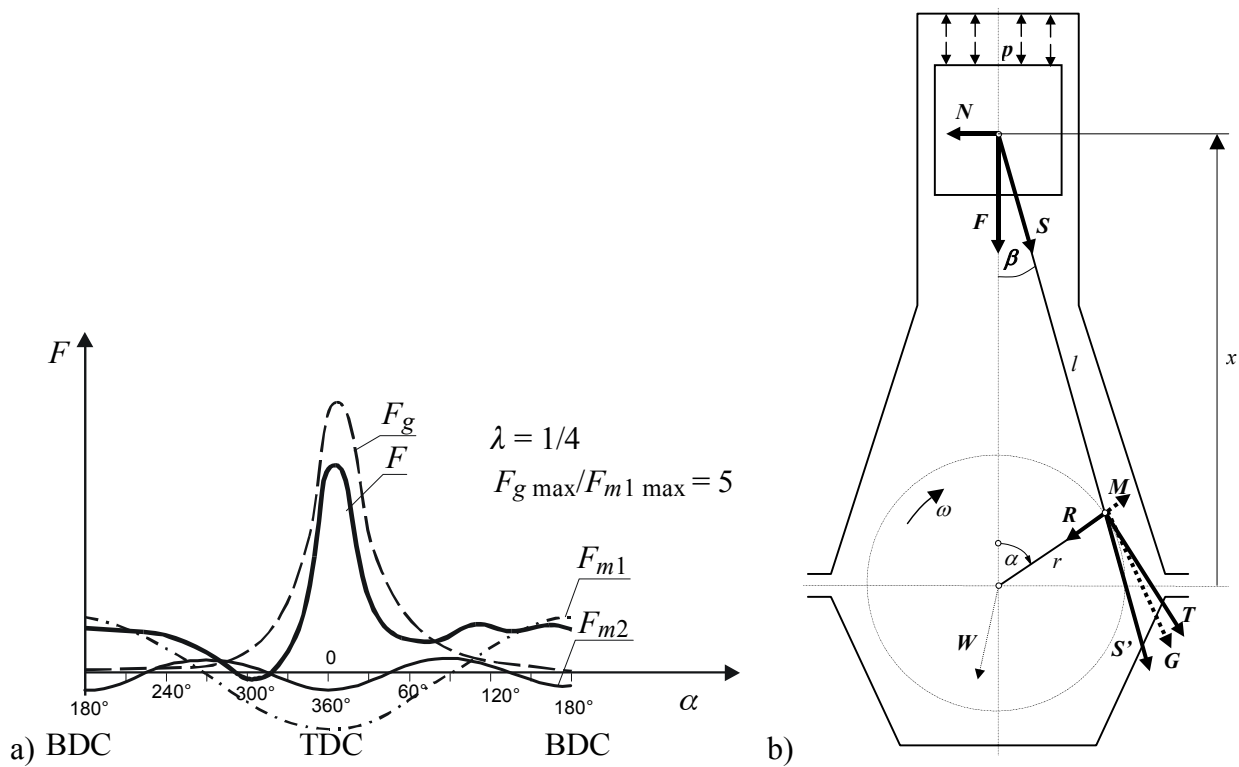 F
F_g
F
λ = 1/4
F_g max/F_m1 max = 5
F_m1
F_m2
0
180° 240° 300° 360° 60° 120 180° α
a) BDC TDC BDC
p
N
F S
β
x
l
ω
M
R
α r
T
W S’ G
b)